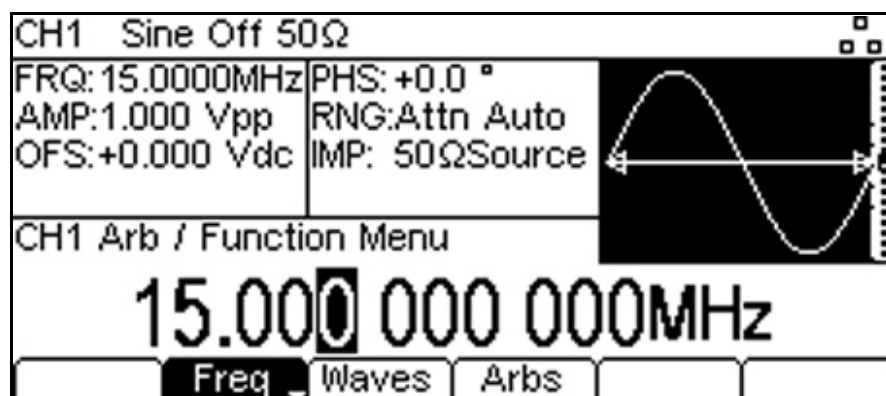 CH1 Sine Off 50Ω
FRQ:15.0000MHz PHS:+0.0 °
AMP:1.000 Vpp RNG:Attn Auto
OFS:+0.000 Vdc IMP: 50ΩSource
CH1 Arb / Function Menu
15.000 000 000MHz
Freq Waves Arbs